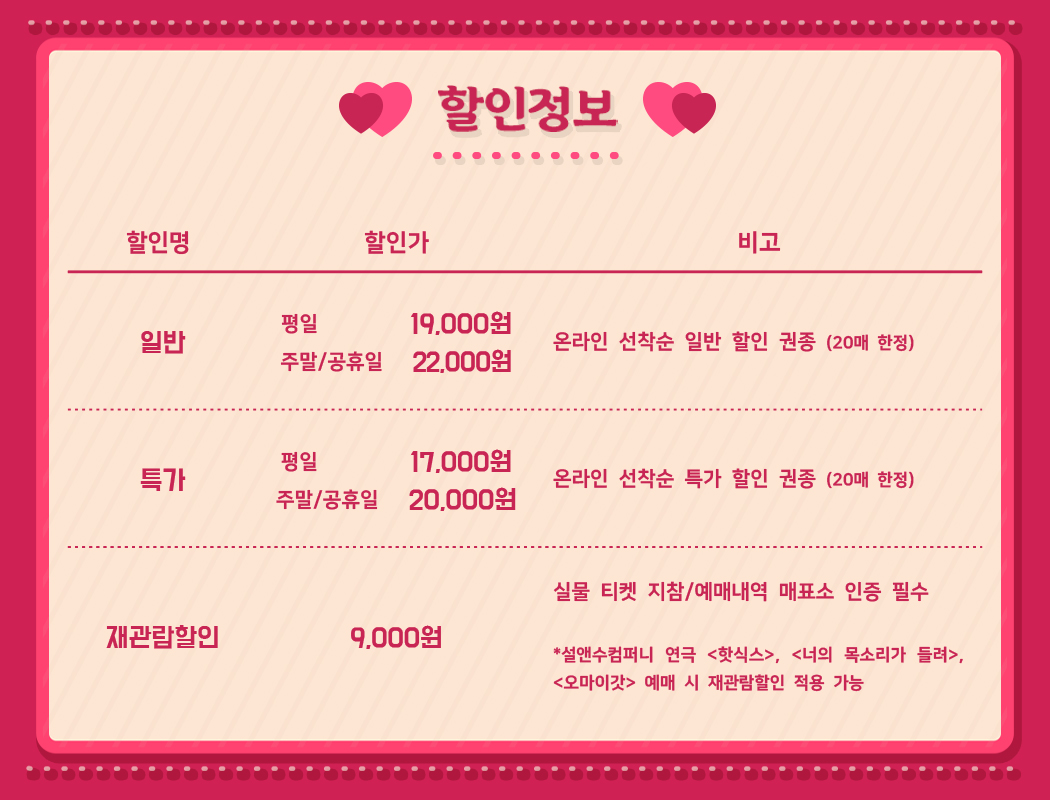 할인정보
할인명 할인가 비고
일반
평일 19,000원
주말/공휴일 22,000원
온라인 선착순 일반 할인 권종 (20매 한정)
특가
평일 17,000원
주말/공휴일 20,000원
온라인 선착순 특가 할인 권종 (20매 한정)
재관람할인
9,000원
실물 티켓 지참/예매내역 매표소 인증 필수
*설앤수컴퍼니 연극 <핫식스>, <너의 목소리가 들려>,
<오마이갓> 예매 시 재관람할인 적용 가능